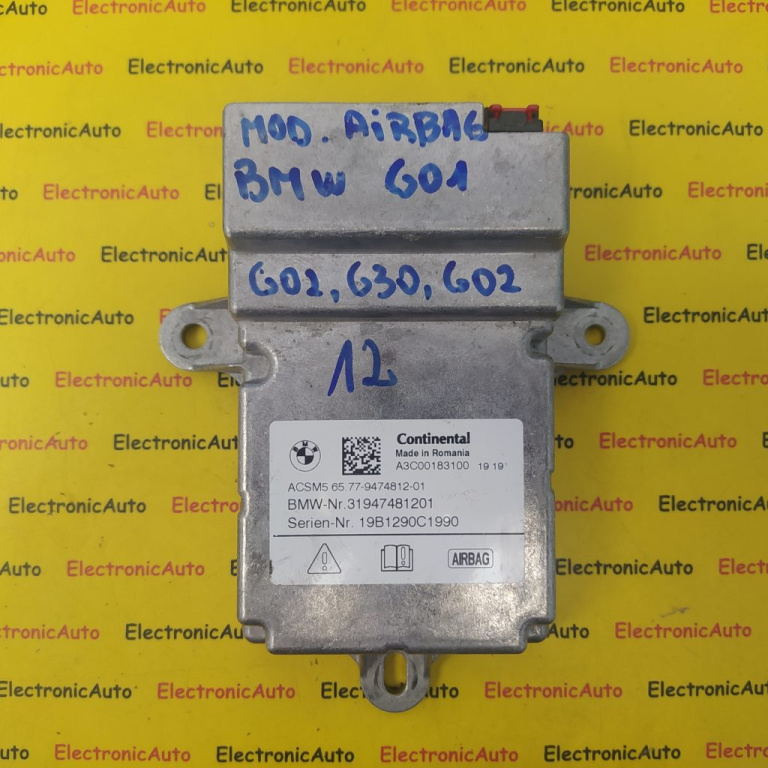 MOD. AiRBAG
BMW G01
G02, G30, G02
12
BMW
Continental
Made in Romania
A3C00183100 19 19
ACSM5 65.77-9474812-01
BMW-Nr.31947481201
Serien-Nr. 19B1290C1990
AIRBAG
ElectronicAuto